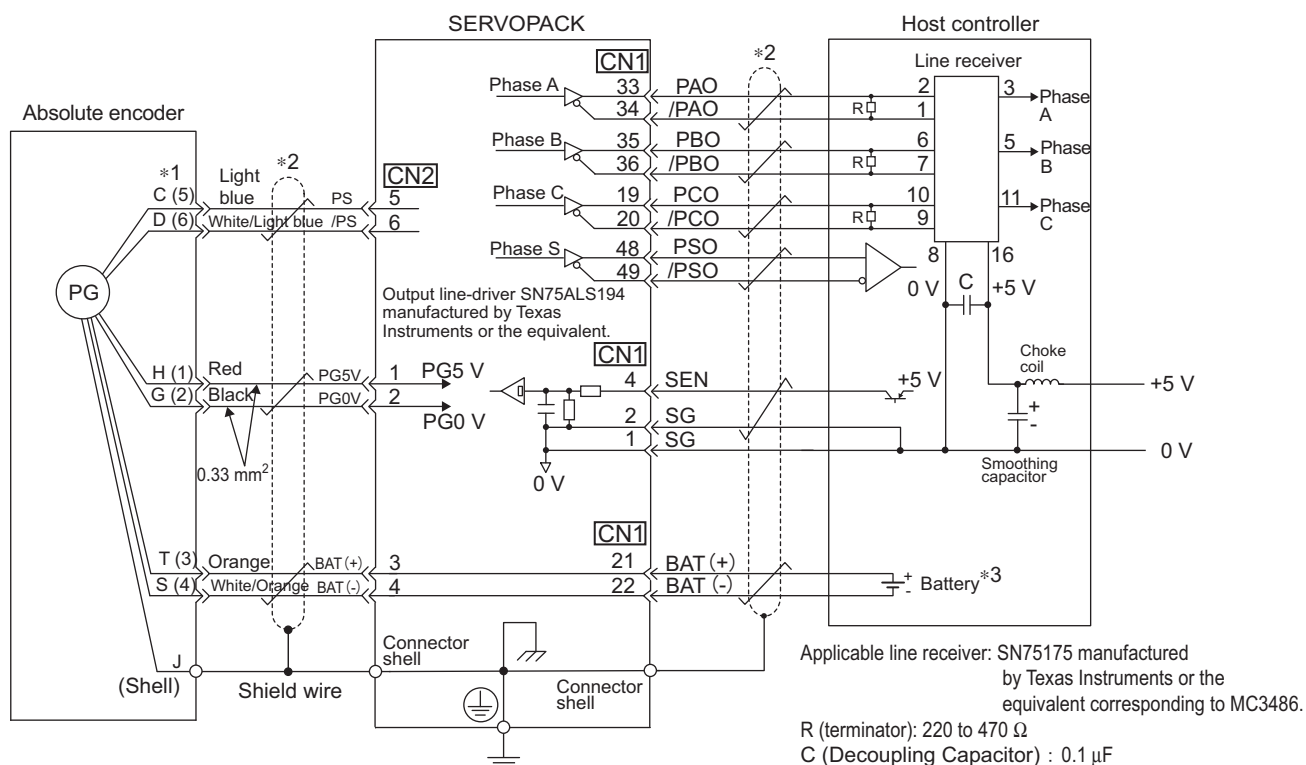 SERVOPACK
Host controller
Absolute encoder
*1
*2
Light blue
C (5)
PS
D (6)
White/Light blue
/PS
PG
H (1)
Red
PG5V
G (2)
Black
PG0V
0.33 mm2
T (3)
Orange
BAT (+)
S (4)
White/Orange
BAT (-)
J
(Shell)
Shield wire
CN2
5
6
1
PG5 V
2
PG0 V
3
4
Connector shell
Output line-driver SN75ALS194
manufactured by Texas
Instruments or the equivalent.
CN1
Phase A
33
PAO
34
/PAO
Phase B
35
PBO
36
/PBO
Phase C
19
PCO
20
/PCO
Phase S
48
PSO
49
/PSO
CN1
4
SEN
2
SG
1
SG
0 V
CN1
21
BAT (+)
22
BAT (-)
Connector shell
*2
Line receiver
R
2
1
3
Phase A
R
6
7
5
Phase B
R
10
9
11
Phase C
8
16
0 V
C
+5 V
+5 V
Choke coil
+5 V
+
-
0 V
Smoothing capacitor
+
-
Battery*3
Applicable line receiver: SN75175 manufactured
by Texas Instruments or the
equivalent corresponding to MC3486.
R (terminator): 220 to 470 Ω
C (Decoupling Capacitor) : 0.1 μF